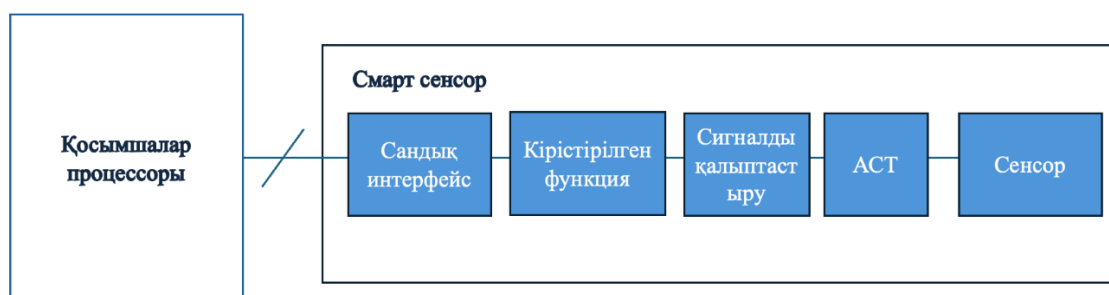 Смарт сенсор
Қосымшалар
процессоры
Сандық
интерфейс
Кірістірілген
функция
Сигналды
қалыптаст
ыру
АСТ
Сенсор